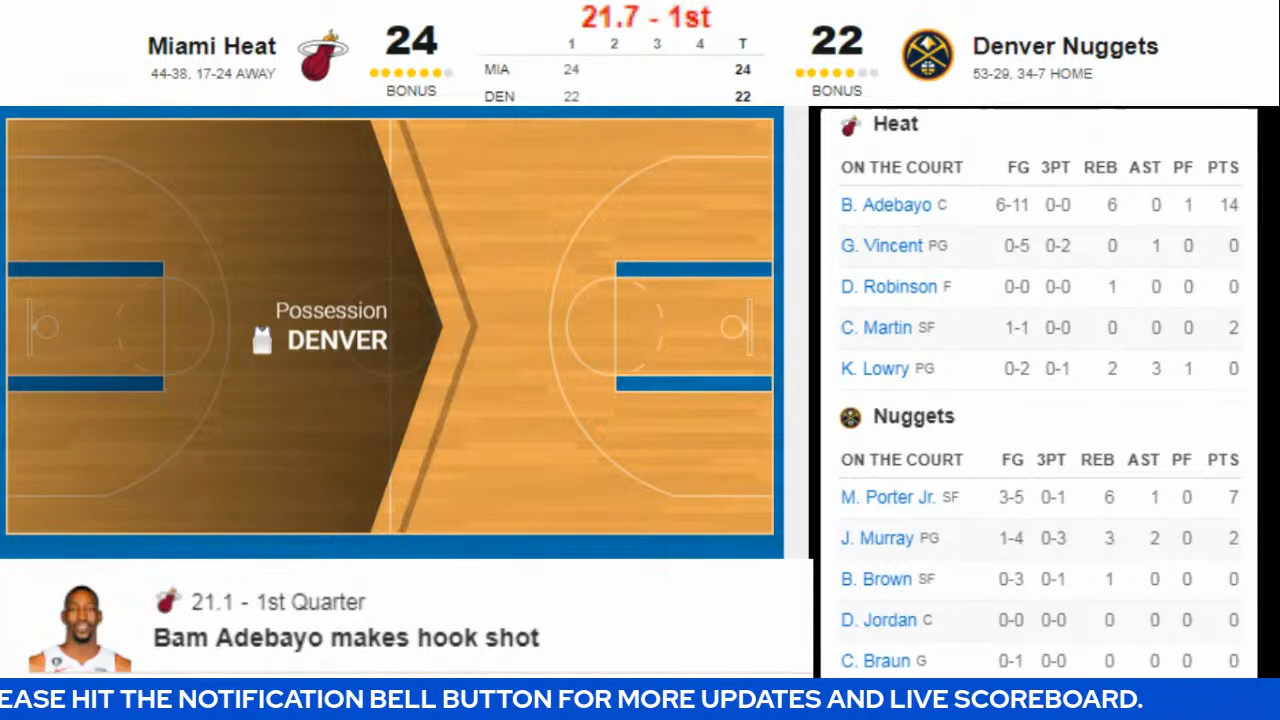 Miami Heat
44-38, 17-24 AWAY
24
BONUS
21.7 - 1st
1 2 3 4 T
MIA 24 24
DEN 22 22
22
BONUS
Denver Nuggets
53-29, 34-7 HOME
Possession
DENVER
21.1 - 1st Quarter
Bam Adebayo makes hook shot
Heat
ON THE COURT FG 3PT REB AST PF PTS
B. Adebayo C 6-11 0-0 6 0 1 14
G. Vincent PG 0-5 0-2 0 1 0 0
D. Robinson F 0-0 0-0 1 0 0 0
C. Martin SF 1-1 0-0 0 0 0 2
K. Lowry PG 0-2 0-1 2 3 1 0
Nuggets
ON THE COURT FG 3PT REB AST PF PTS
M. Porter Jr. SF 3-5 0-1 6 1 0 7
J. Murray PG 1-4 0-3 3 2 0 2
B. Brown SF 0-3 0-1 1 0 0 0
D. Jordan C 0-0 0-0 0 0 0 0
C. Braun G 0-1 0-0 0 0 0 0
EASE HIT THE NOTIFICATION BELL BUTTON FOR MORE UPDATES AND LIVE SCOREBOARD.